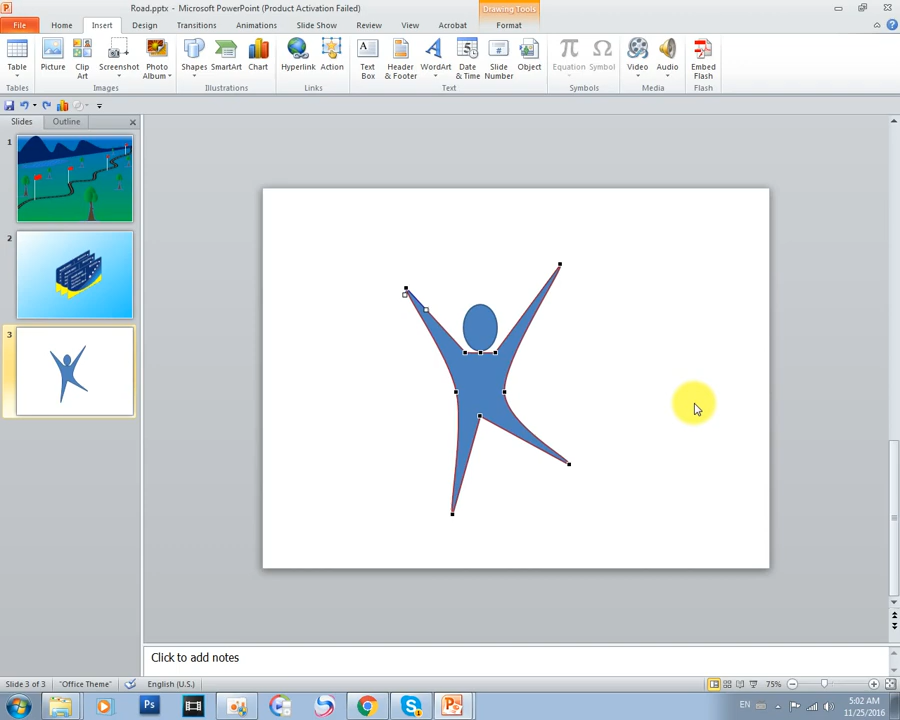 Road.pptx - Microsoft PowerPoint (Product Activation Failed)
Drawing Tools
File Home Insert Design Transitions Animations Slide Show Review View Acrobat Format
Table Picture Clip Art Screenshot Photo Album Shapes SmartArt Chart Hyperlink Action Text Box Header & Footer WordArt Date & Time Slide Number Object Equation Symbol Video Audio Embed Flash
Tables Images Illustrations Links Text Symbols Media Flash
Slides Outline
1
2
3
Click to add notes
Slide 3 of 3 "Office Theme" English (U.S.) 75%
Ps EN 5:02 AM
11/25/2016